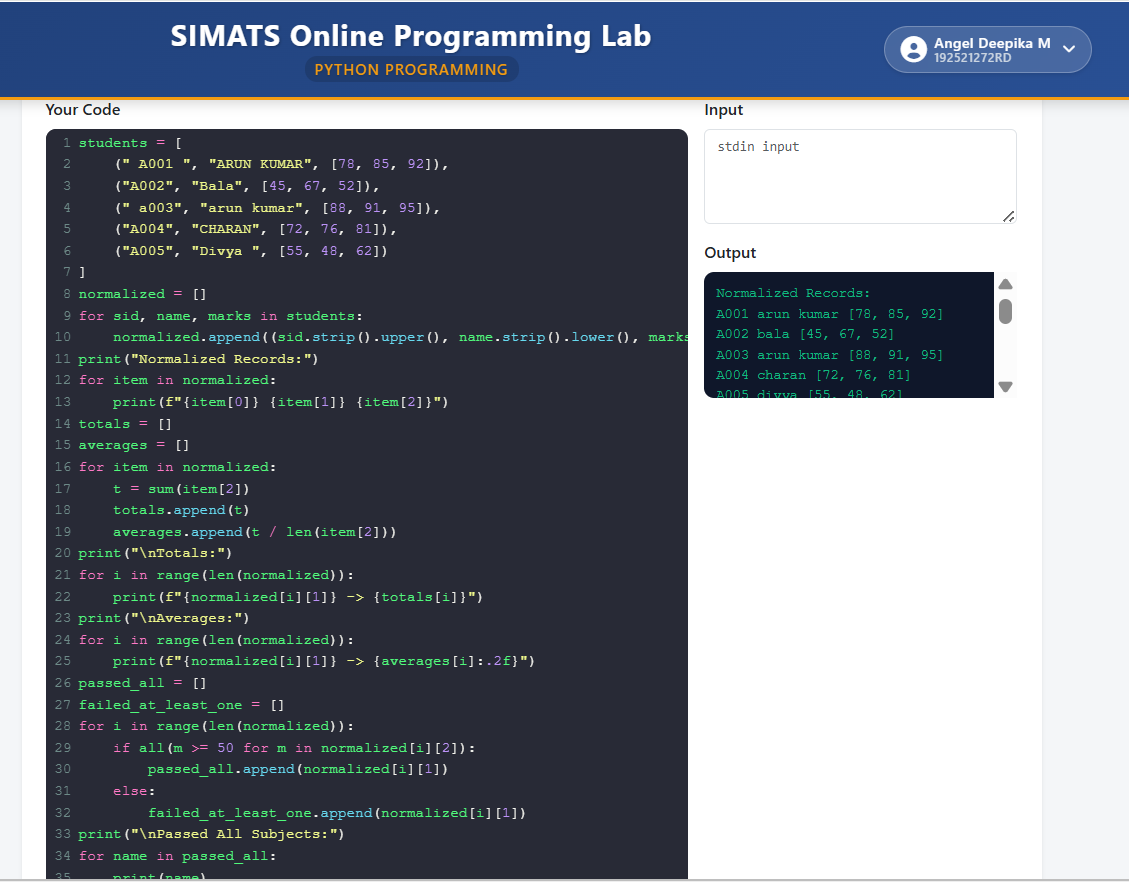 SIMATS Online Programming Lab
PYTHON PROGRAMMING
Angel Deepika M
192521272RD
Your Code
1 students = [
2     (" A001 ", "ARUN KUMAR", [78, 85, 92]),
3     ("A002", "Bala", [45, 67, 52]),
4     (" a003", "arun kumar", [88, 91, 95]),
5     ("A004", "CHARAN", [72, 76, 81]),
6     ("A005", "Divya ", [55, 48, 62])
7 ]
8 normalized = []
9 for sid, name, marks in students:
10     normalized.append((sid.strip().upper(), name.strip().lower(), marks
11 print("Normalized Records:")
12 for item in normalized:
13     print(f"{item[0]} {item[1]} {item[2]}")
14 totals = []
15 averages = []
16 for item in normalized:
17     t = sum(item[2])
18     totals.append(t)
19     averages.append(t / len(item[2]))
20 print("\nTotals:")
21 for i in range(len(normalized)):
22     print(f"{normalized[i][1]} -> {totals[i]}")
23 print("\nAverages:")
24 for i in range(len(normalized)):
25     print(f"{normalized[i][1]} -> {averages[i]:.2f}")
26 passed_all = []
27 failed_at_least_one = []
28 for i in range(len(normalized)):
29     if all(m >= 50 for m in normalized[i][2]):
30         passed_all.append(normalized[i][1])
31     else:
32         failed_at_least_one.append(normalized[i][1])
33 print("\nPassed All Subjects:")
34 for name in passed_all:
35     print(name)
Input
stdin input
Output
Normalized Records:
A001 arun kumar [78, 85, 92]
A002 bala [45, 67, 52]
A003 arun kumar [88, 91, 95]
A004 charan [72, 76, 81]
A005 divya [55, 48, 62]